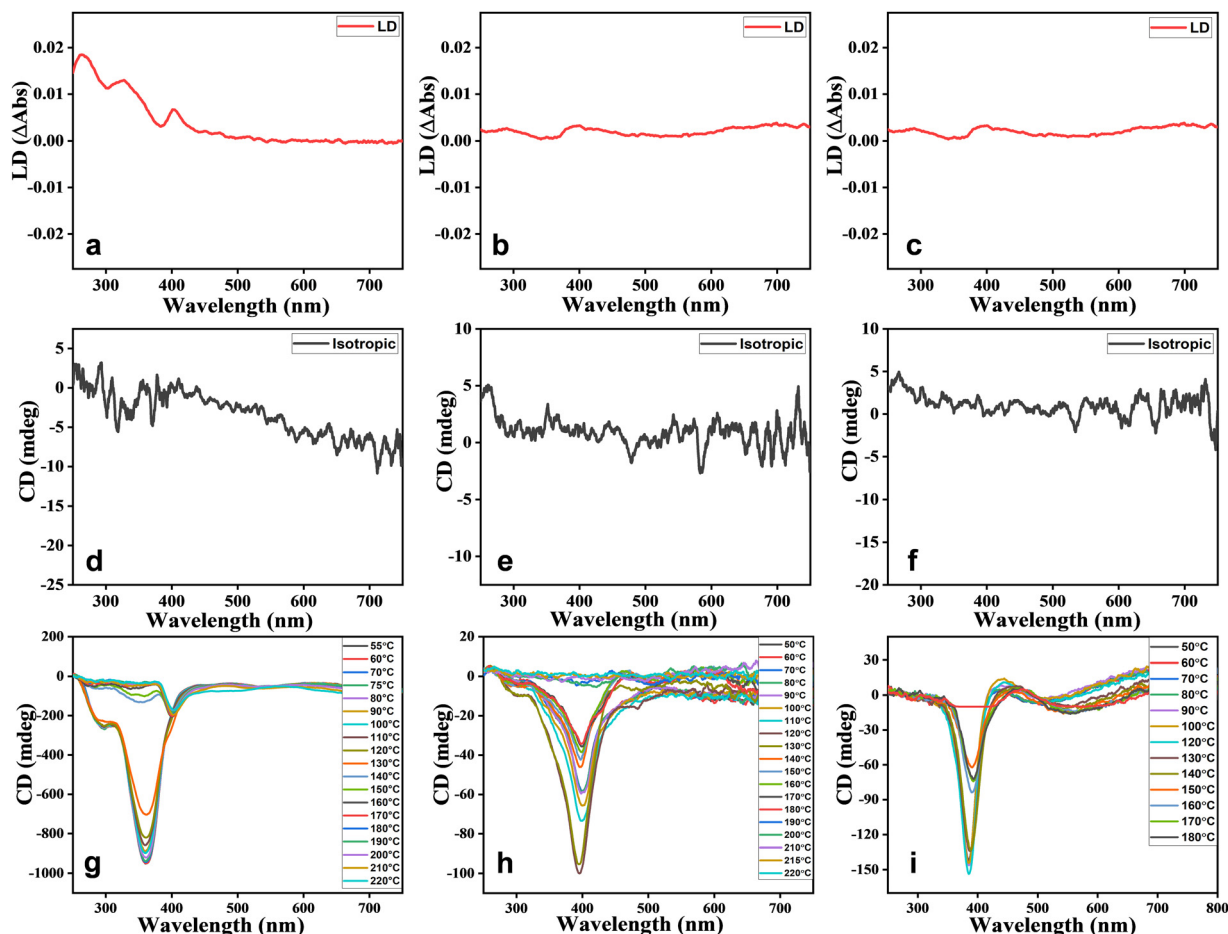 LD
0.02
0.01
0.00
-0.01
-0.02
LD (ΔAbs)
a
300 400 500 600 700
Wavelength (nm)
LD
0.02
0.01
0.00
-0.01
-0.02
LD (ΔAbs)
b
300 400 500 600 700
Wavelength (nm)
LD
0.02
0.01
0.00
-0.01
-0.02
LD (ΔAbs)
c
300 400 500 600 700
Wavelength (nm)
Isotropic
5
0
-5
-10
-15
-20
-25
CD (mdeg)
d
300 400 500 600 700
Wavelength (nm)
Isotropic
10
5
0
-5
-10
CD (mdeg)
e
300 400 500 600 700
Wavelength (nm)
Isotropic
10
5
0
-5
-10
-15
-20
CD (mdeg)
f
300 400 500 600 700
Wavelength (nm)
200
0
-200
-400
-600
-800
-1000
CD (mdeg)
g
55°C
60°C
70°C
75°C
80°C
90°C
100°C
110°C
120°C
130°C
140°C
150°C
160°C
170°C
180°C
190°C
200°C
210°C
220°C
300 400 500 600 700
Wavelength (nm)
20
0
-20
-40
-60
-80
-100
CD (mdeg)
h
50°C
60°C
70°C
80°C
90°C
100°C
110°C
120°C
130°C
140°C
150°C
160°C
170°C
180°C
190°C
200°C
210°C
215°C
220°C
300 400 500 600 700
Wavelength (nm)
30
0
-30
-60
-90
-120
-150
CD (mdeg)
i
50°C
60°C
70°C
80°C
90°C
100°C
120°C
130°C
140°C
150°C
160°C
170°C
180°C
300 400 500 600 700 800
Wavelength (nm)